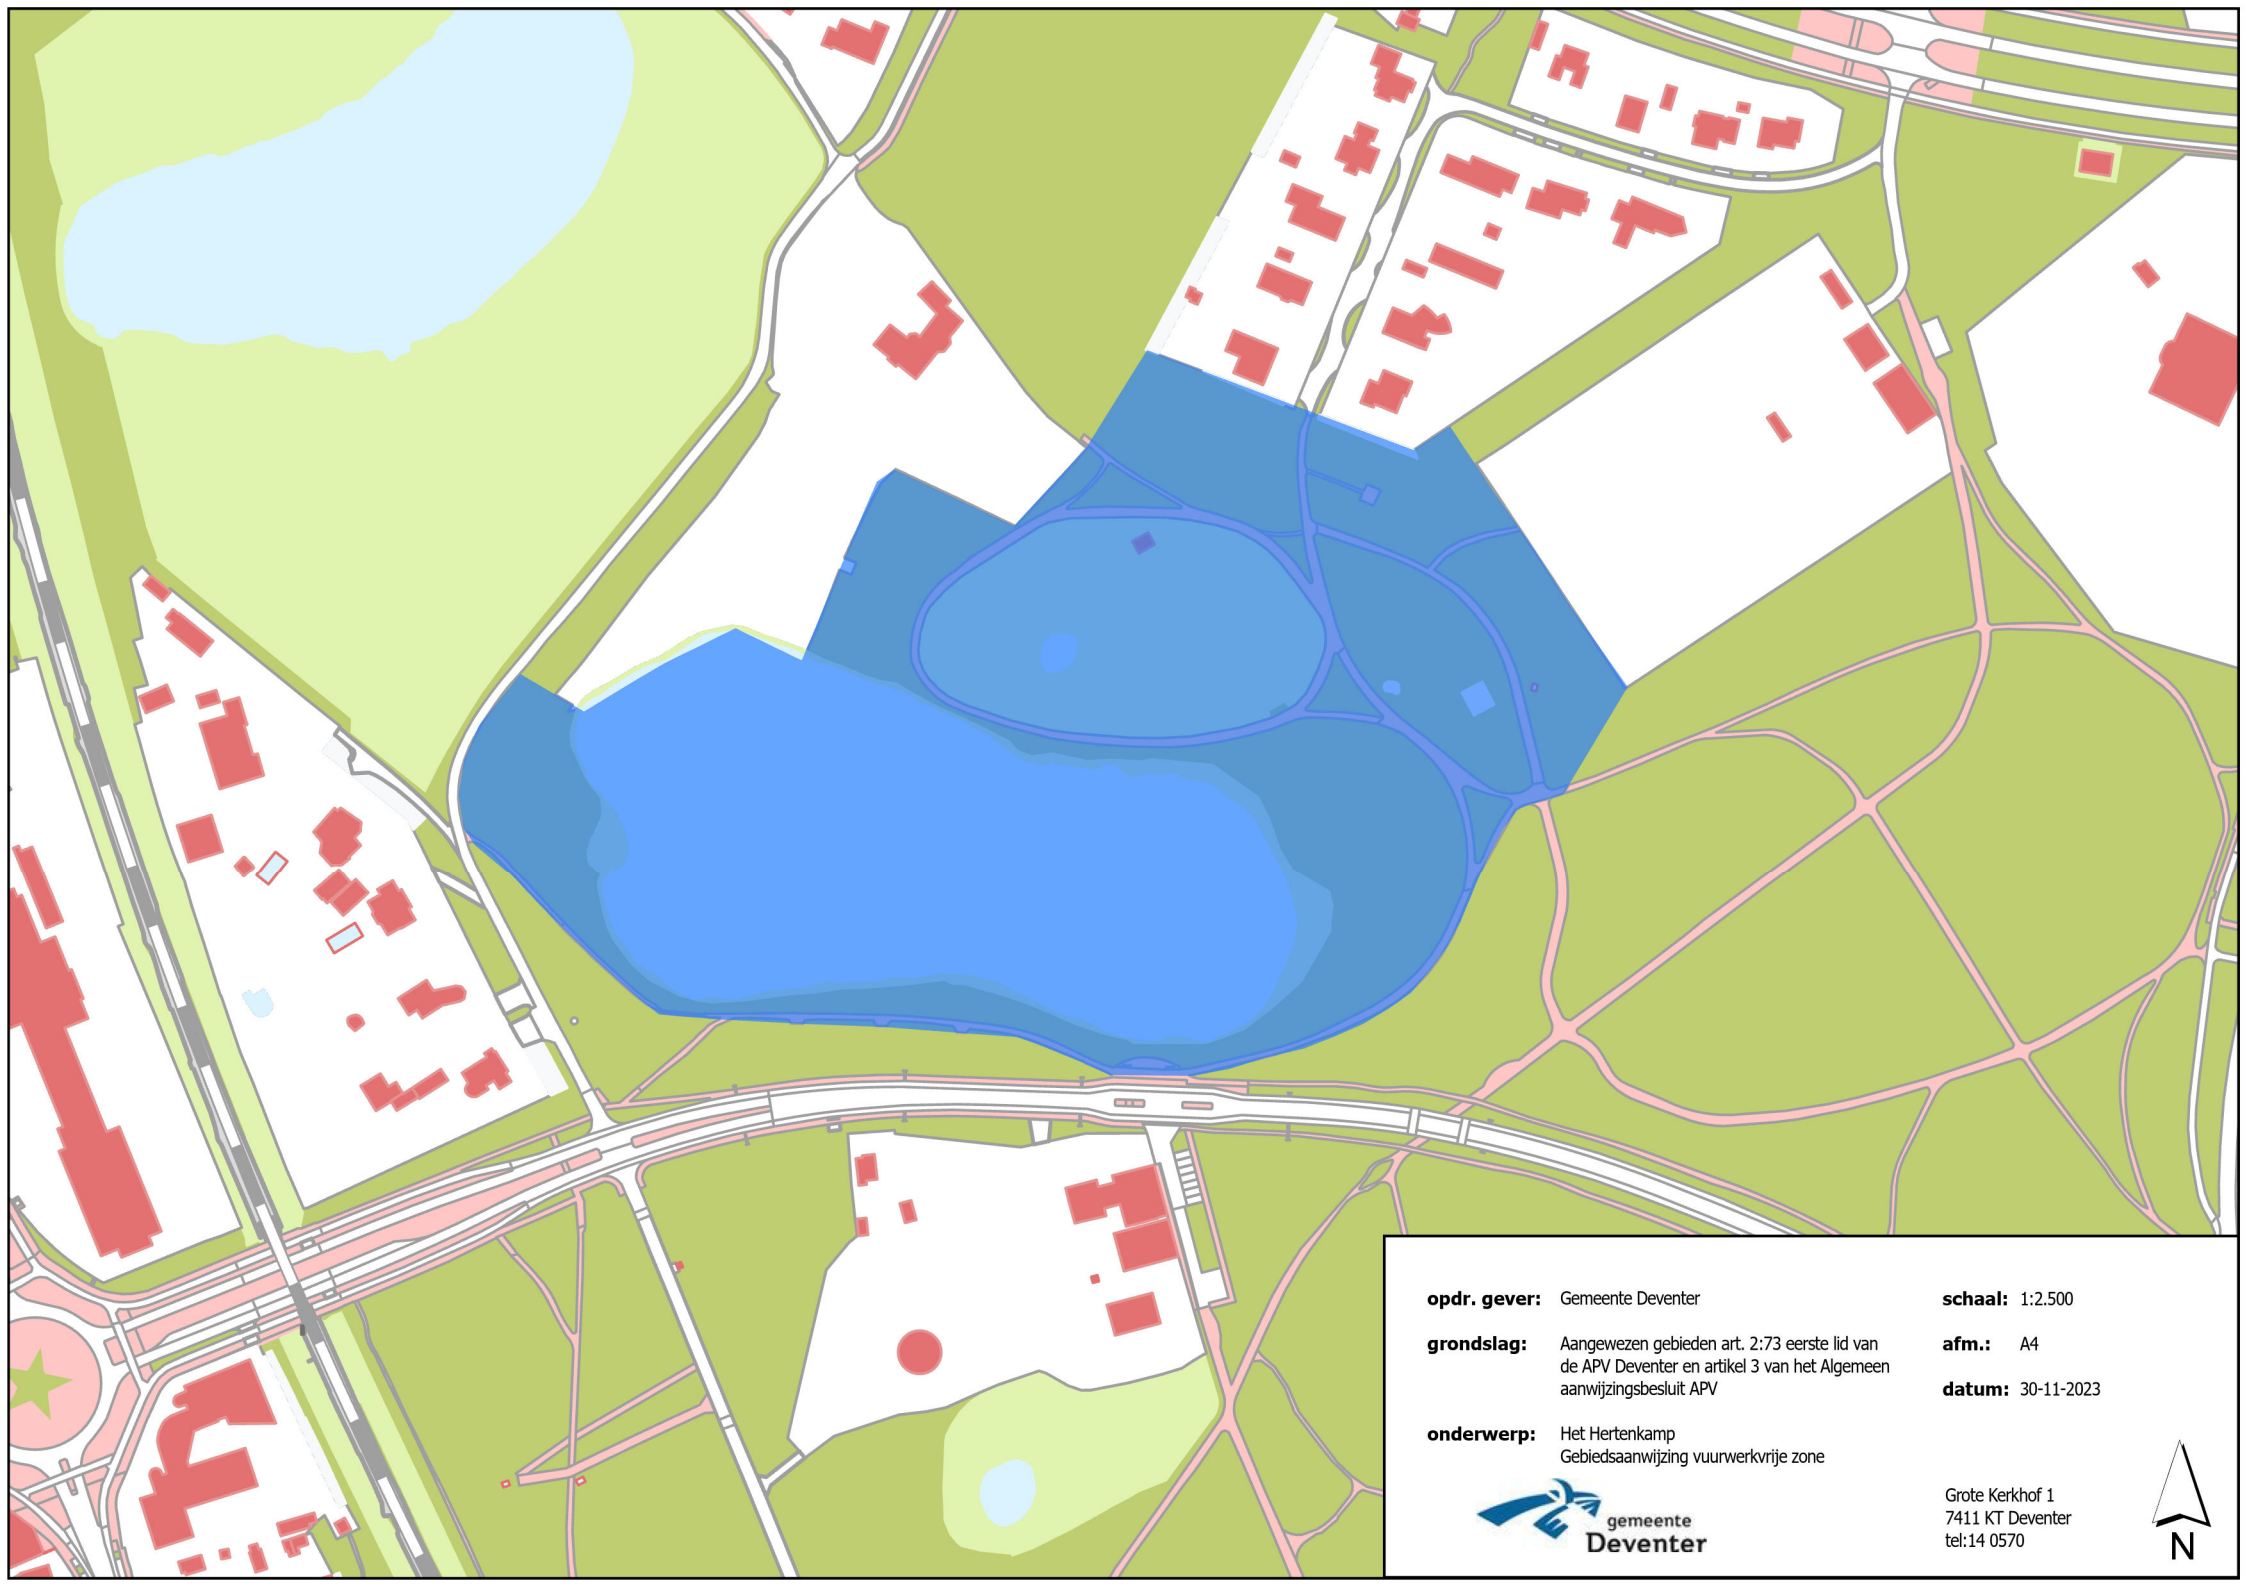 opdr. gever: Gemeente Deventer
schaal: 1:2.500
grondslag: Aangewezen gebieden art. 2:73 eerste lid van
de APV Deventer en artikel 3 van het Algemeen
aanwijzingsbesluit APV
afm.: A4
datum: 30-11-2023
onderwerp: Het Hertenkamp
Gebiedsaanwijzing vuurwerkvrije zone
gemeente
Deventer
Grote Kerkhof 1
7411 KT Deventer
tel:14 0570
N